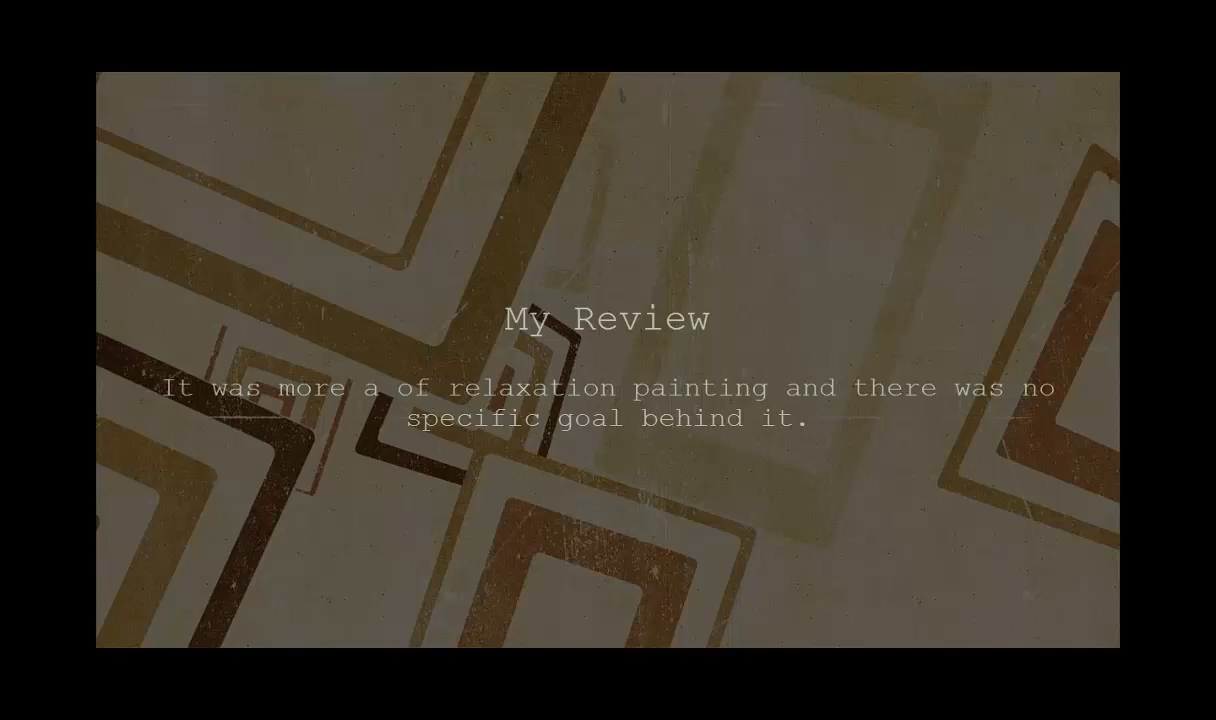 My Review
It was more a of relaxation painting and there was no
specific goal behind it.